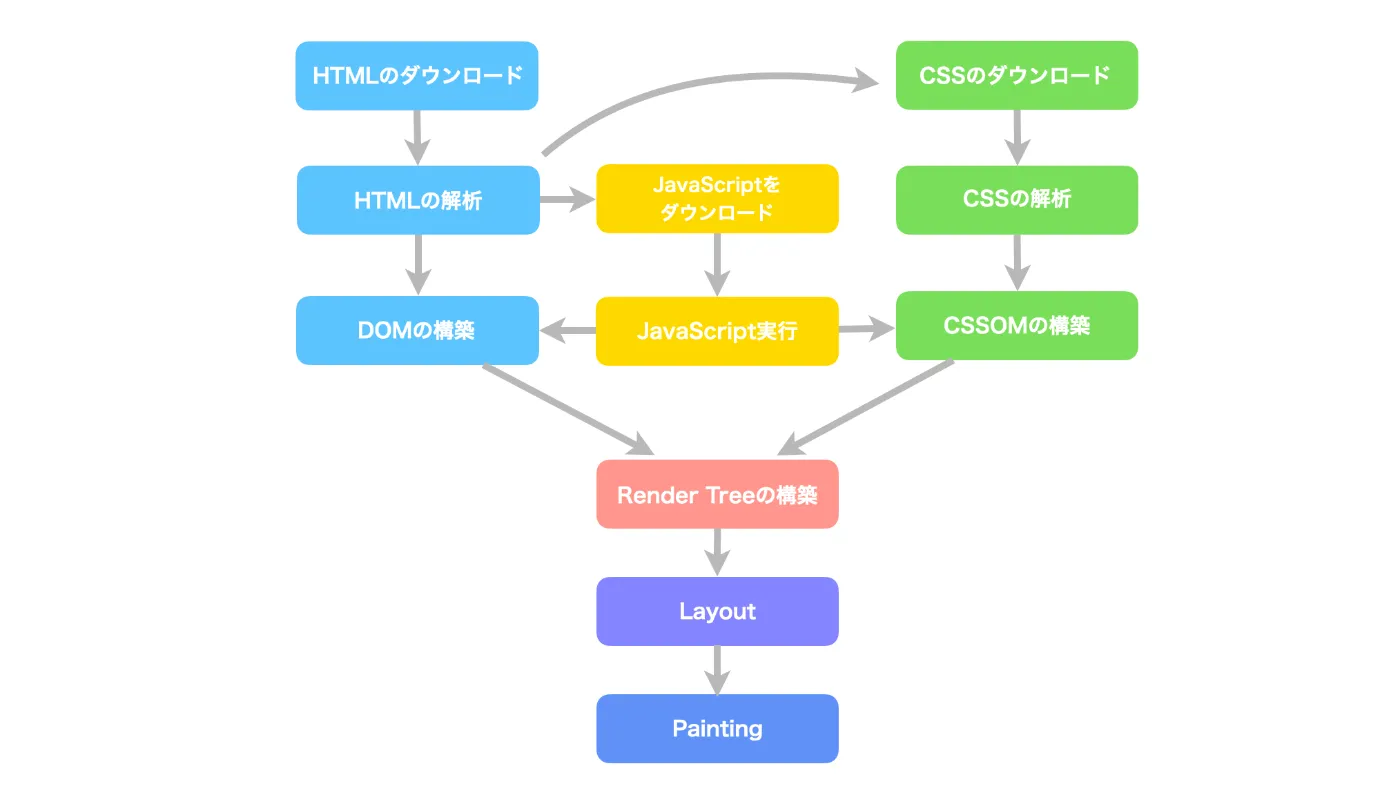 HTMLのダウンロード
CSSのダウンロード
HTMLの解析
JavaScriptを
ダウンロード
CSSの解析
DOMの構築
JavaScript実行
CSSOMの構築
Render Treeの構築
Layout
Painting